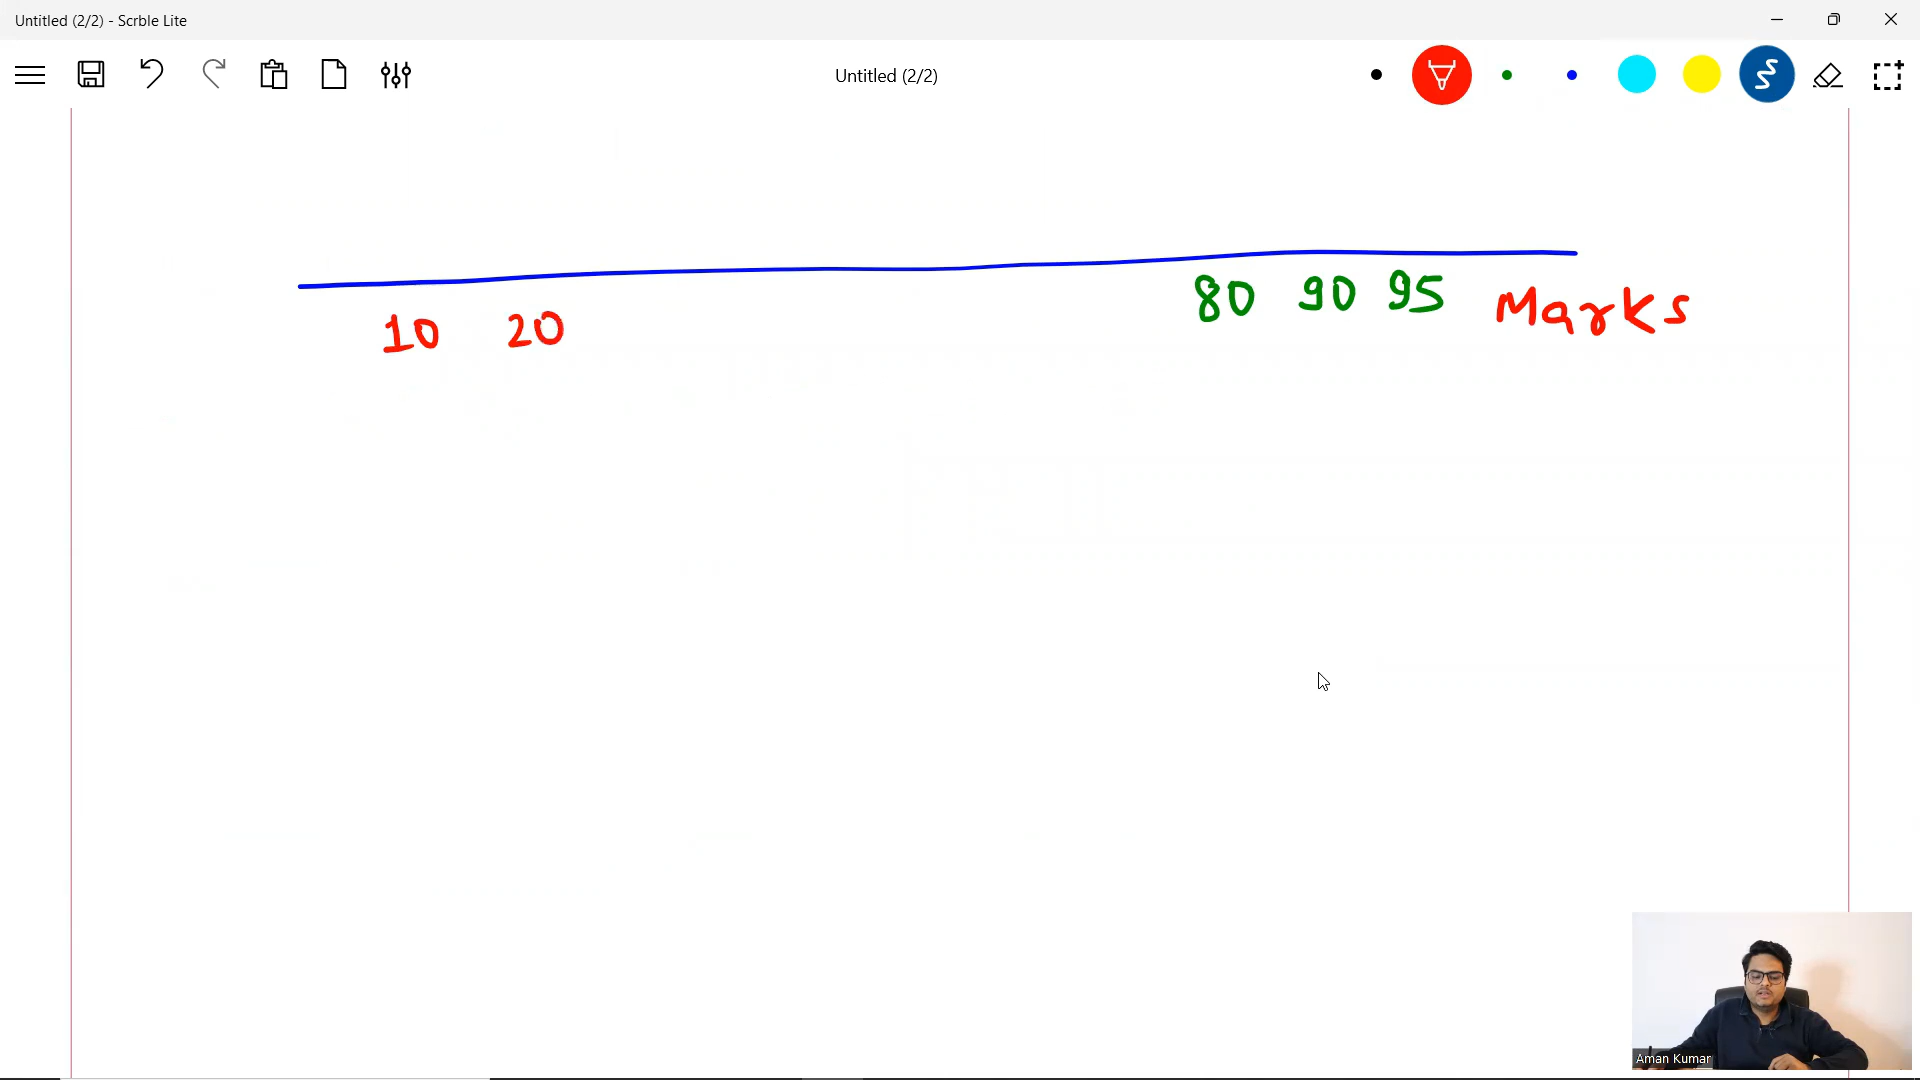 Untitled (2/2) - Scrble Lite
Untitled (2/2)
10 20 80 90 95 Marks
Aman Kumar